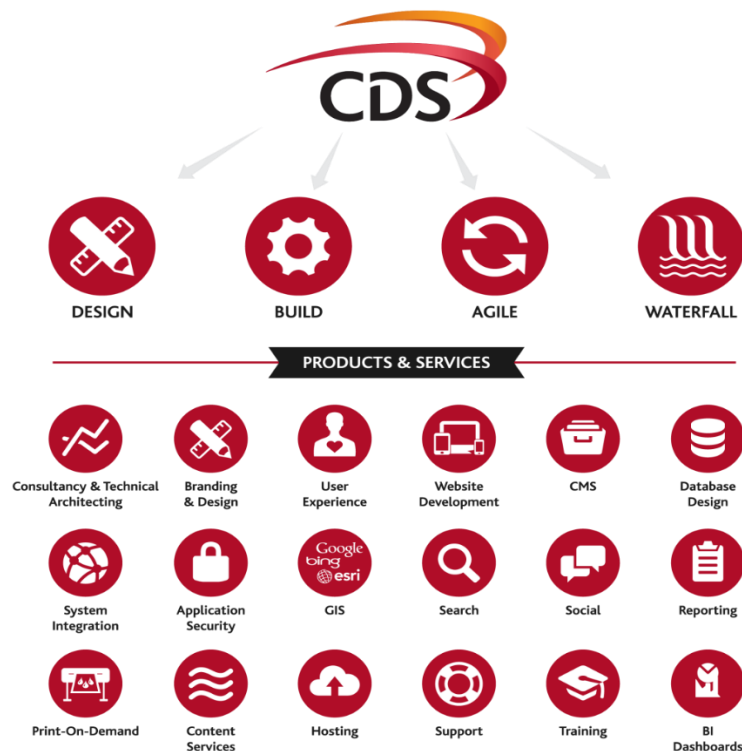 CDS
DESIGN
BUILD
AGILE
WATERFALL
PRODUCTS & SERVICES
Consultancy & Technical
Architecting
Branding
& Design
User
Experience
Website
Development
CMS
Database
Design
System
Integration
Application
Security
Google
bing
esri
GIS
Search
Social
Reporting
Print-On-Demand
Content
Services
Hosting
Support
Training
BI
Dashboards